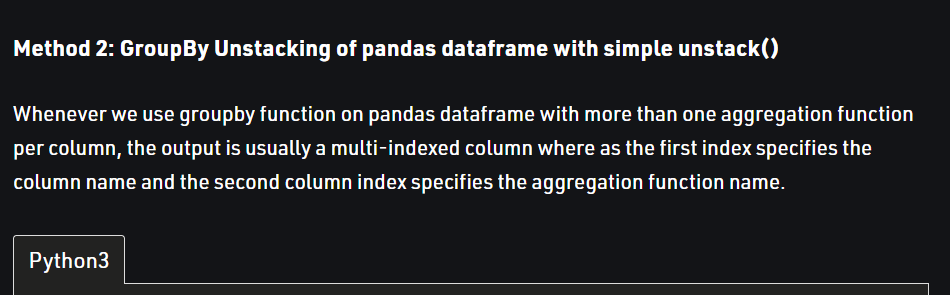 Method 2: GroupBy Unstacking of pandas dataframe with simple unstack()
Whenever we use groupby function on pandas dataframe with more than one aggregation function
per column, the output is usually a multi-indexed column where as the first index specifies the
column name and the second column index specifies the aggregation function name.
Python3